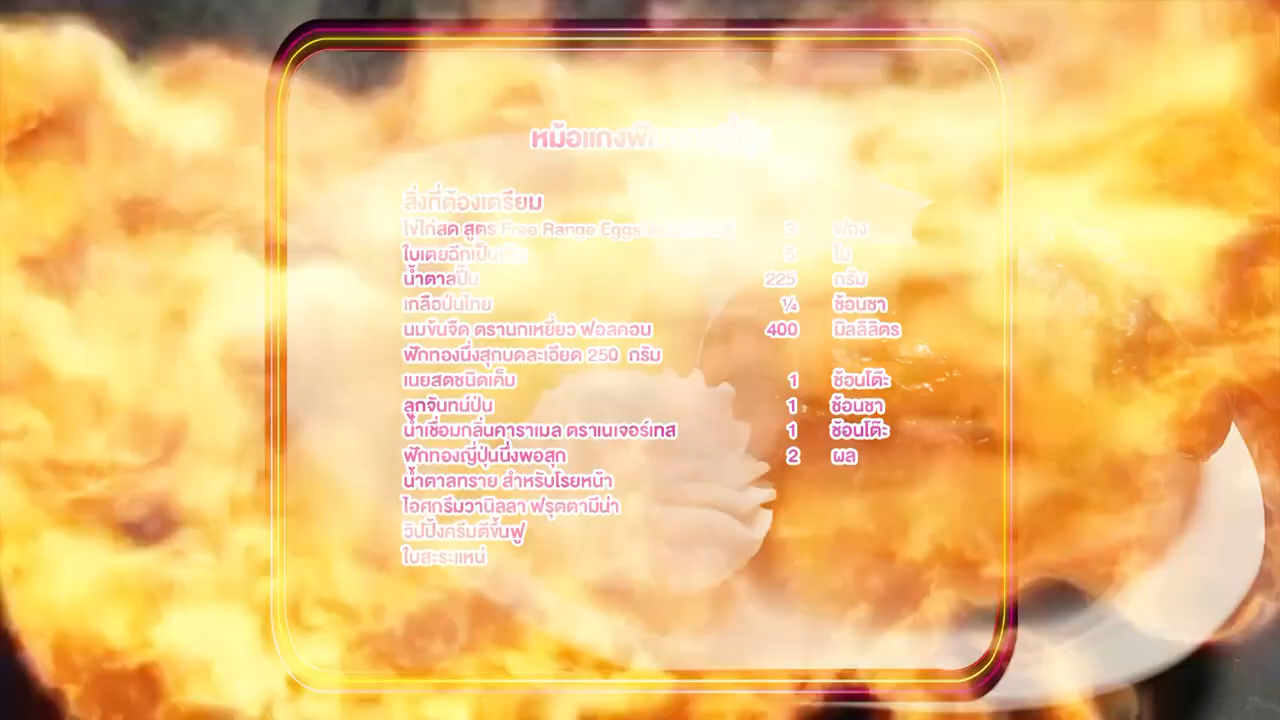 หม้อแกงฟัก
สิ่งที่ต้องเตรียม
ไข่ไก่สด สูตร Free Range Eggs 3 ฟอง
ใบเตยฉีกเป็น 5 ใบ
น้ำตาลปี๊บ 225 กรัม
เกลือป่นไทย ¼ ช้อนชา
นมข้นจืด ตรานกเหยี่ยว ฟอลคอน 400 มิลลิลิตร
ฟักทองนึ่งสุกบดละเอียด 250 กรัม
เนยสดชนิดเค็ม 1 ช้อนโต๊ะ
ลูกจันทน์ป่น 1 ช้อนชา
น้ำเชื่อมกลิ่นคาราเมล ตราเนเจอร์เทส 1 ช้อนโต๊ะ
ฟักทองญี่ปุ่นนึ่งพอสุก 2 ผล
น้ำตาลทราย สำหรับโรยหน้า
ไอศกรีมวานิลลา ฟรุตตามีน่า
วิปปิ้งครีมตีขึ้นฟู
ใบสะระแหน่